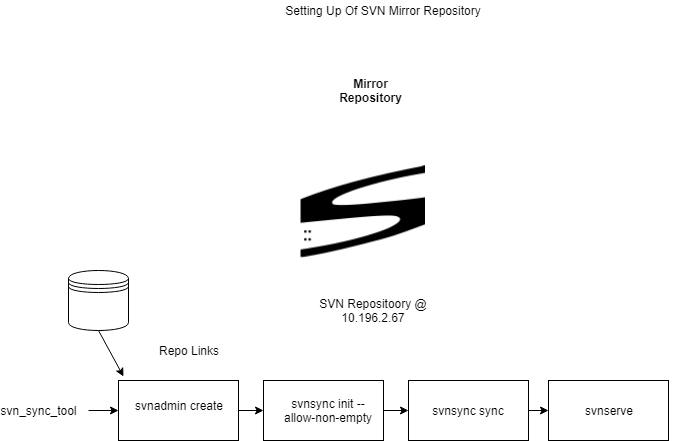 Setting Up Of SVN Mirror Repository
Mirror
Repository
SVN Repositoory @
10.196.2.67
Repo Links
svn_sync_tool
svnadmin create
svnsync init --
allow-non-empty
svnsync sync
svnserve